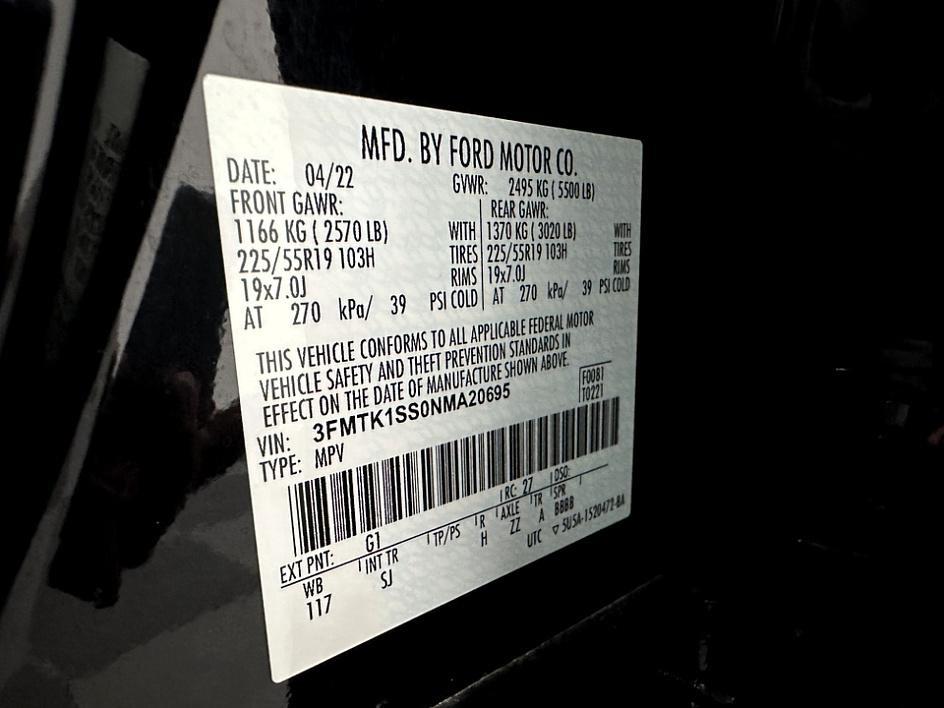 MFD. BY FORD MOTOR CO.
DATE: 04/22 GVWR: 2495 KG ( 5500 LB)
FRONT GAWR: REAR GAWR:
1166 KG ( 2570 LB) WITH 1370 KG ( 3020 LB) WITH
225/55R19 103H TIRES 225/55R19 103H TIRES
19x7.0J RIMS 19x7.0J RIMS
AT 270 kPa/ 39 PSI COLD AT 270 kPa/ 39 PSI COLD
THIS VEHICLE CONFORMS TO ALL APPLICABLE FEDERAL MOTOR
VEHICLE SAFETY AND THEFT PREVENTION STANDARDS IN
EFFECT ON THE DATE OF MANUFACTURE SHOWN ABOVE.
F0081
T0221
VIN: 3FMTK1SS0NMA20695
TYPE: MPV
EXT PNT: G1 RC: 27 DSO:
WB INT TR TP/PS R AXLE TR SPR
117 SJ H ZZ A BBBB
UTC ▽ 5U5A-1520472-BA